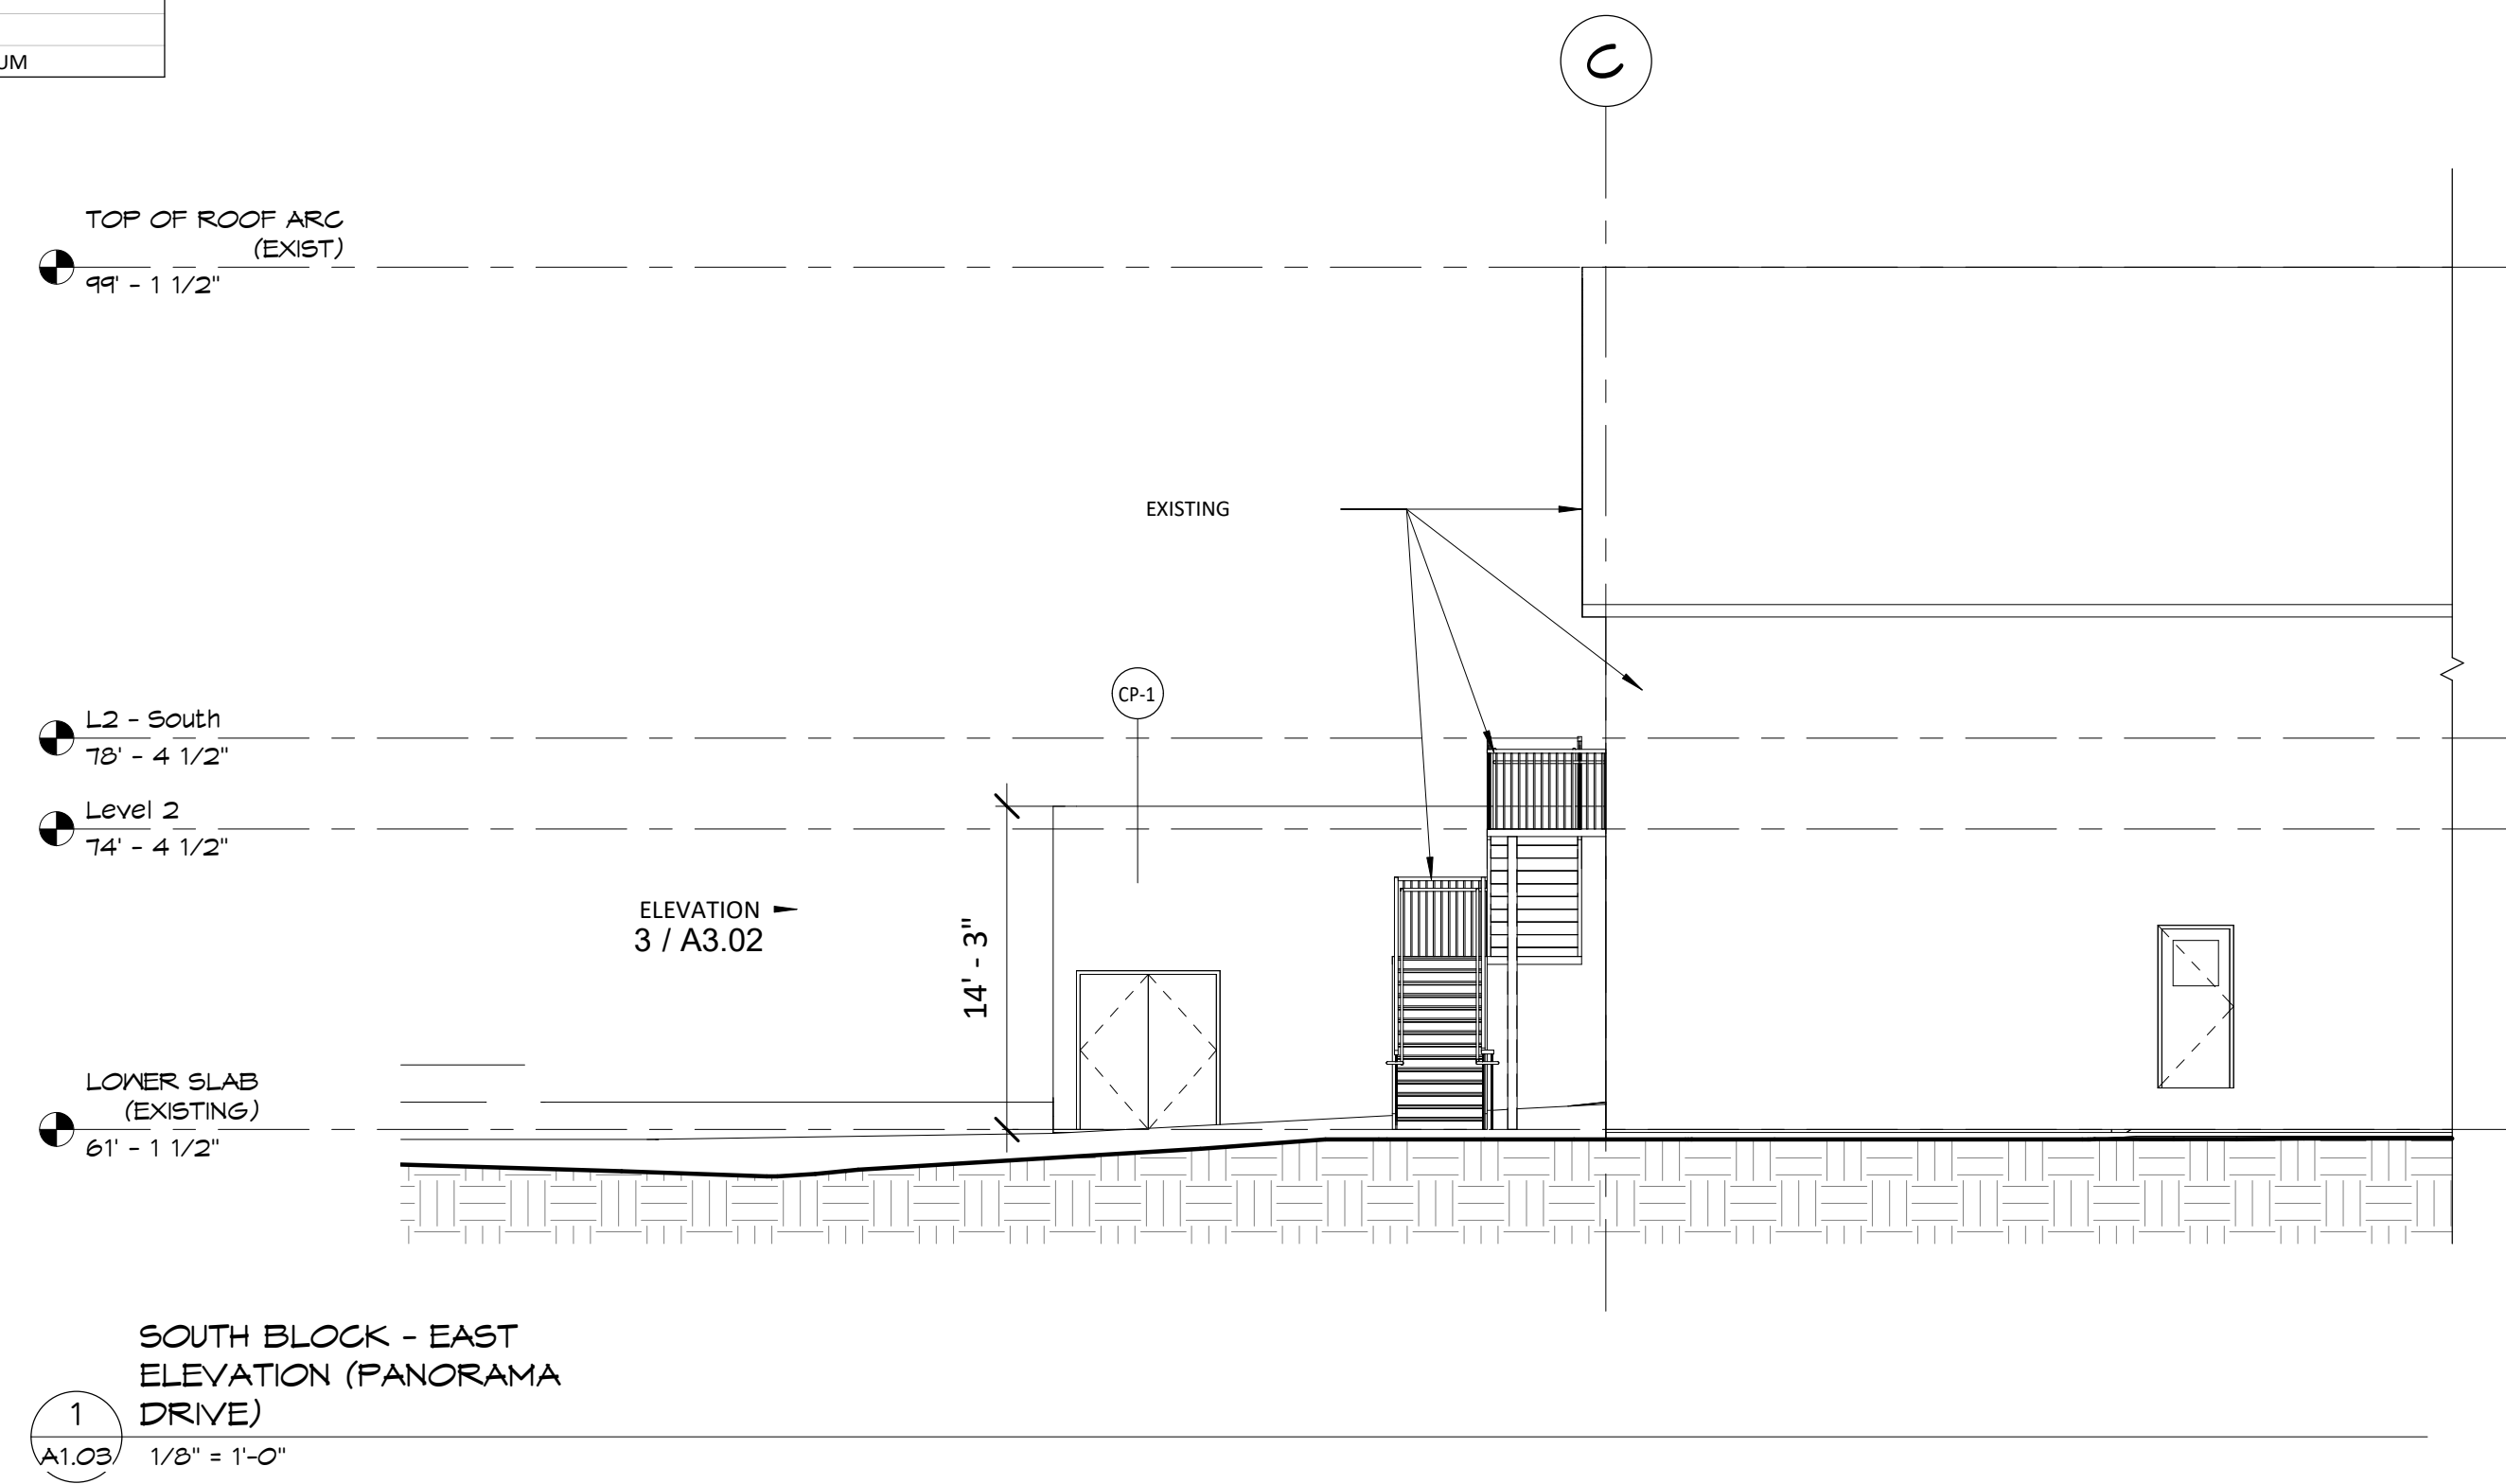 UM
C
TOP OF ROOF ARC
(EXIST)
99' - 1 1/2"
EXISTING
CP-1
L2 - South
78' - 4 1/2"
Level 2
74' - 4 1/2"
ELEVATION
3 / A3.02
14' - 3"
LOWER SLAB
(EXISTING)
61' - 1 1/2"
SOUTH BLOCK - EAST
ELEVATION (PANORAMA
DRIVE)
1
A1.03
1/8" = 1'-0"